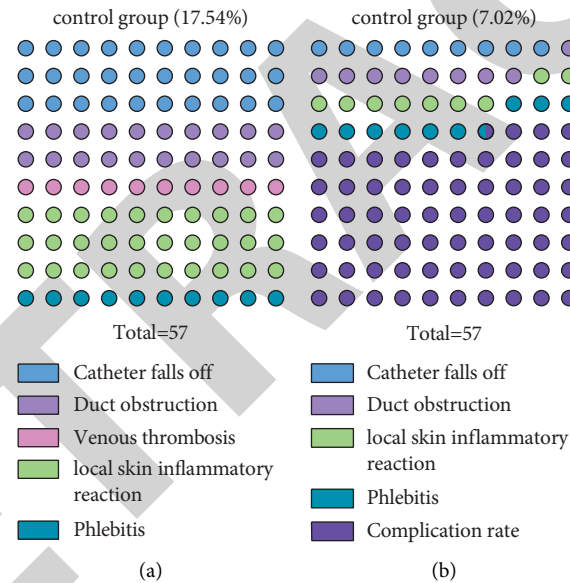 control group (17.54%)
control group (7.02%)
Total=57
Total=57
Catheter falls off
Duct obstruction
Venous thrombosis
local skin inflammatory
reaction
Phlebitis
Catheter falls off
Duct obstruction
local skin inflammatory
reaction
Phlebitis
Complication rate
(a)
(b)